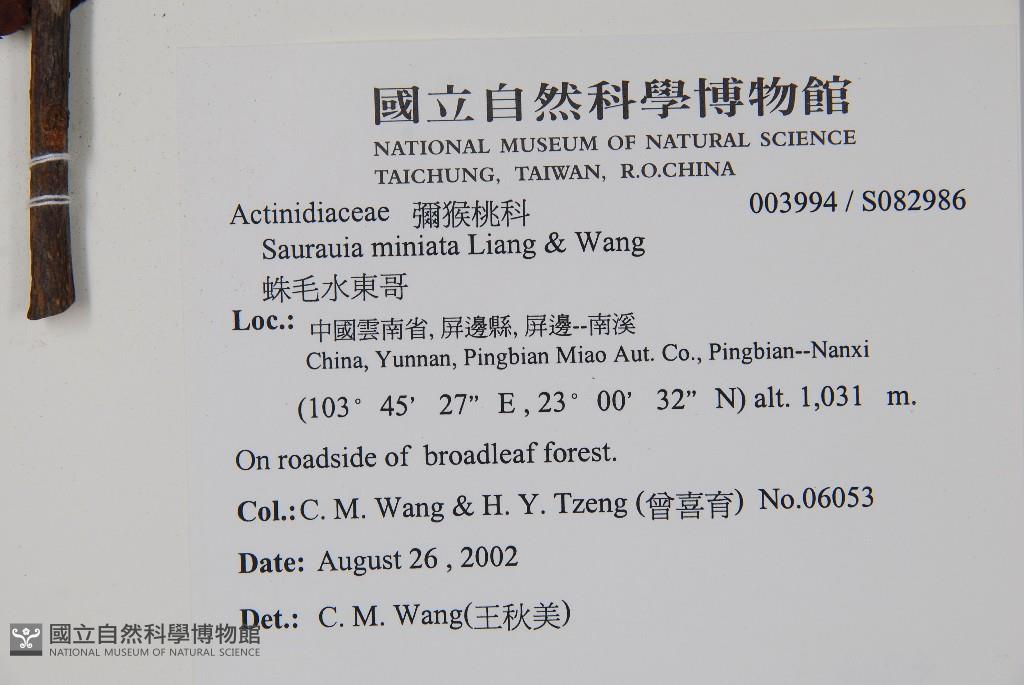 國立自然科學博物館
NATIONAL MUSEUM OF NATURAL SCIENCE
TAICHUNG, TAIWAN, R.O.CHINA
Actinidiaceae 彌猴桃科 003994 / S082986
Saurauia miniata Liang & Wang
蛛毛水東哥
Loc.: 中國雲南省, 屏邊縣, 屏邊--南溪
China, Yunnan, Pingbian Miao Aut. Co., Pingbian--Nanxi
(103° 45’ 27” E , 23° 00’ 32” N) alt. 1,031 m.
On roadside of broadleaf forest.
Col.: C. M. Wang & H. Y. Tzeng (曾喜育) No.06053
Date: August 26 , 2002
Det.: C. M. Wang(王秋美)
國立自然科學博物館
NATIONAL MUSEUM OF NATURAL SCIENCE